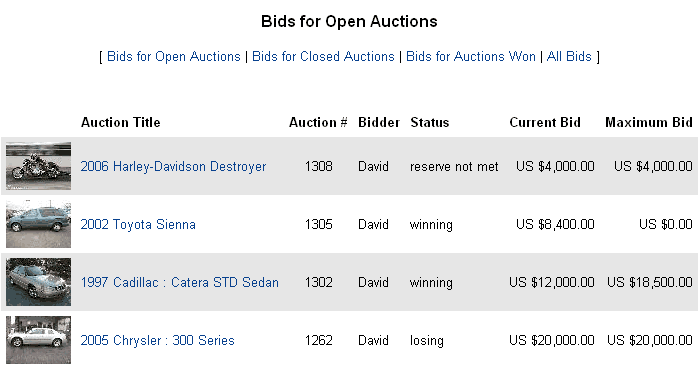 Bids for Open Auctions
[ Bids for Open Auctions | Bids for Closed Auctions | Bids for Auctions Won | All Bids ]
Auction Title Auction # Bidder Status Current Bid Maximum Bid
2006 Harley-Davidson Destroyer 1308 David reserve not met US $4,000.00 US $4,000.00
2002 Toyota Sienna 1305 David winning US $8,400.00 US $0.00
1997 Cadillac : Catera STD Sedan 1302 David winning US $12,000.00 US $18,500.00
2005 Chrysler : 300 Series 1262 David losing US $20,000.00 US $20,000.00